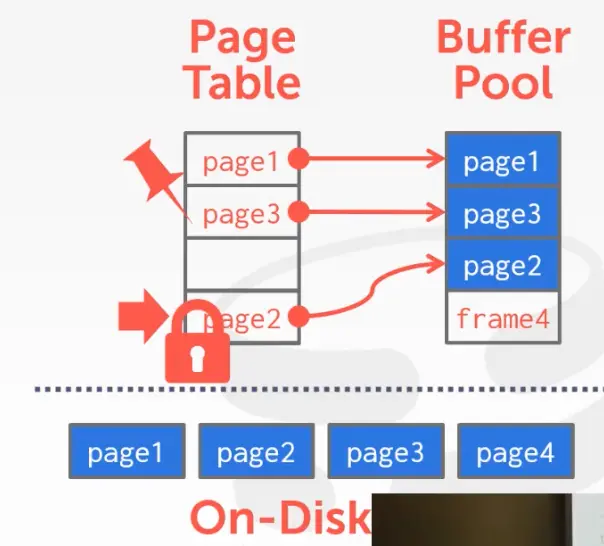 Page
Table
Buffer
Pool
page1
page3
page2
page1
page3
page2
frame4
page1 page2 page3 page4
On-Disk